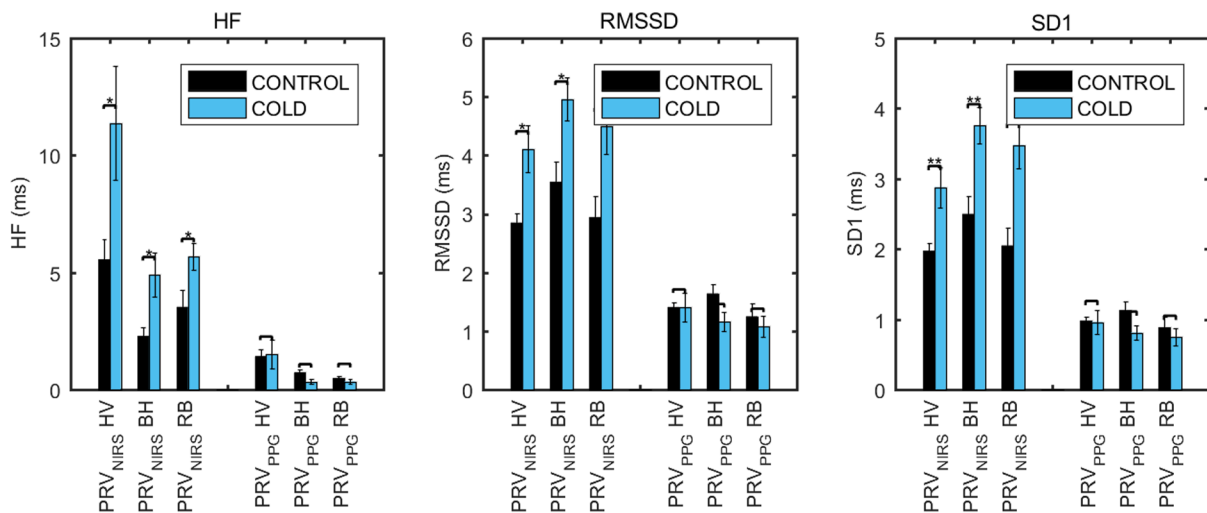 HF
15
10
5
0
HF (ms)
CONTROL
COLD
*
*
*
PRV_NIRS HV
PRV_NIRS BH
PRV_NIRS RB
PRV_PPG HV
PRV_PPG BH
PRV_PPG RB
RMSSD
6
5
4
3
2
1
0
RMSSD (ms)
CONTROL
COLD
*
*
PRV_NIRS HV
PRV_NIRS BH
PRV_NIRS RB
PRV_PPG HV
PRV_PPG BH
PRV_PPG RB
SD1
5
4
3
2
1
0
SD1 (ms)
CONTROL
COLD
**
**
PRV_NIRS HV
PRV_NIRS BH
PRV_NIRS RB
PRV_PPG HV
PRV_PPG BH
PRV_PPG RB